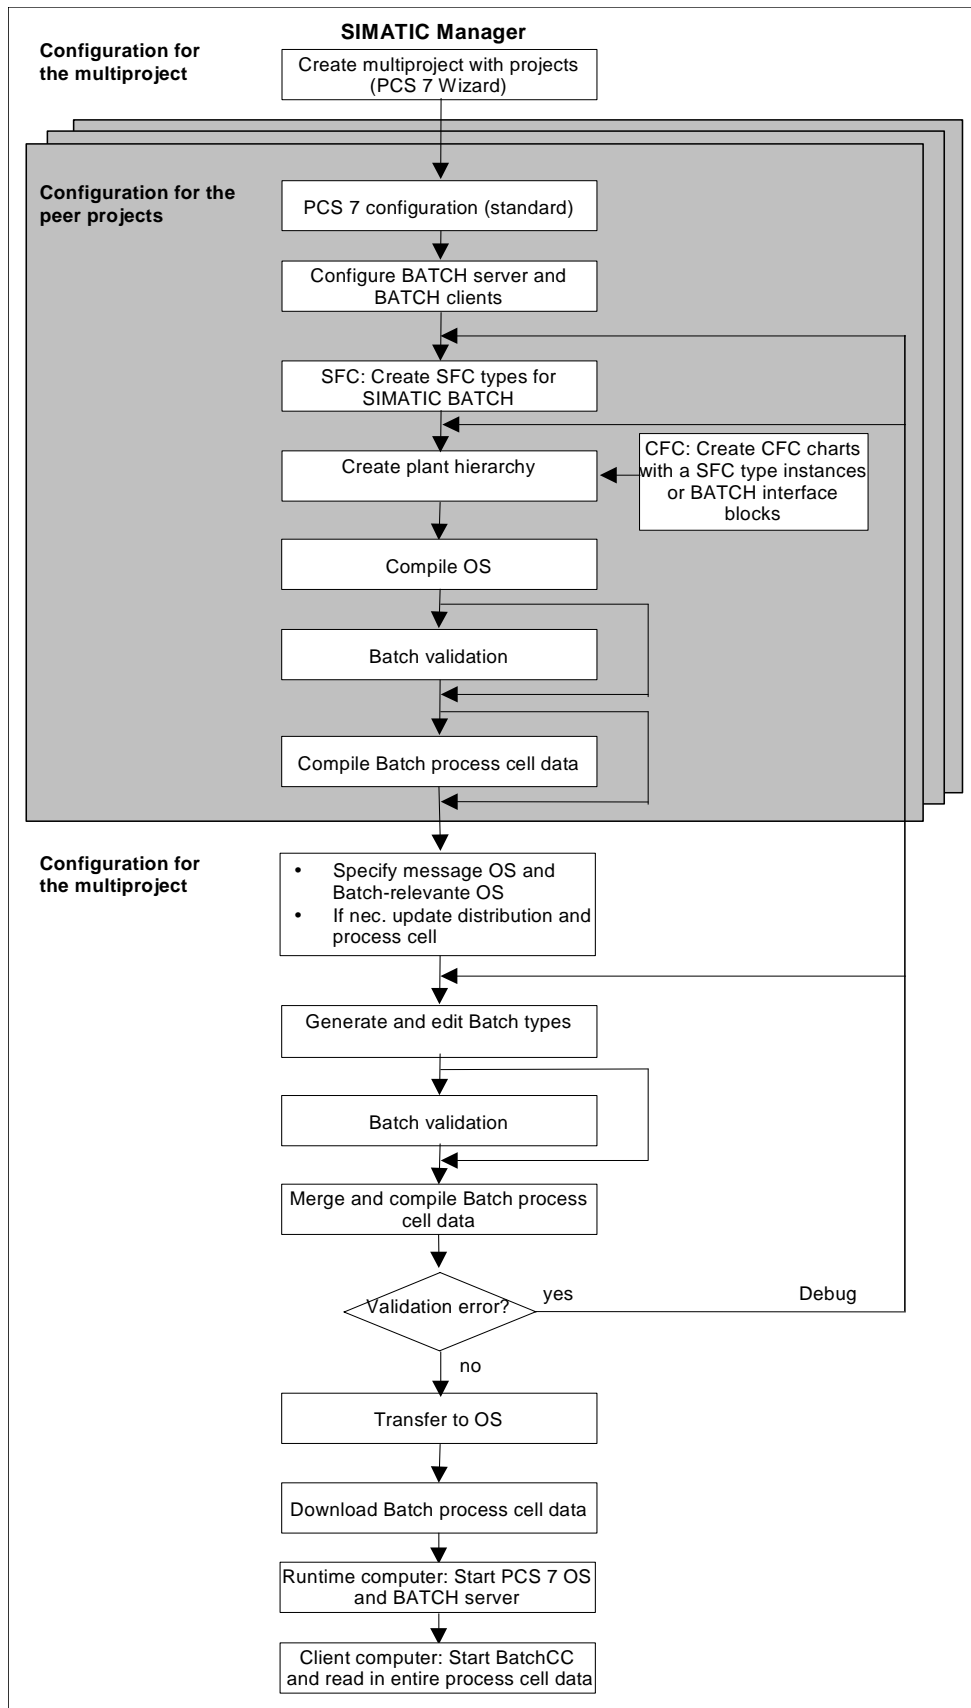 SIMATIC Manager
Configuration for
the multiproject
Create multiproject with projects
(PCS 7 Wizard)
Configuration for the
peer projects
PCS 7 configuration (standard)
Configure BATCH server and
BATCH clients
SFC: Create SFC types for
SIMATIC BATCH
Create plant hierarchy
CFC: Create CFC charts
with a SFC type instances
or BATCH interface
blocks
Compile OS
Batch validation
Compile Batch process cell data
Configuration for
the multiproject
• Specify message OS and
Batch-relevante OS
• If nec. update distribution and
process cell
Generate and edit Batch types
Batch validation
Merge and compile Batch process
cell data
Validation error?
yes
Debug
no
Transfer to OS
Download Batch process cell data
Runtime computer: Start PCS 7 OS
and BATCH server
Client computer: Start BatchCC
and read in entire process cell data